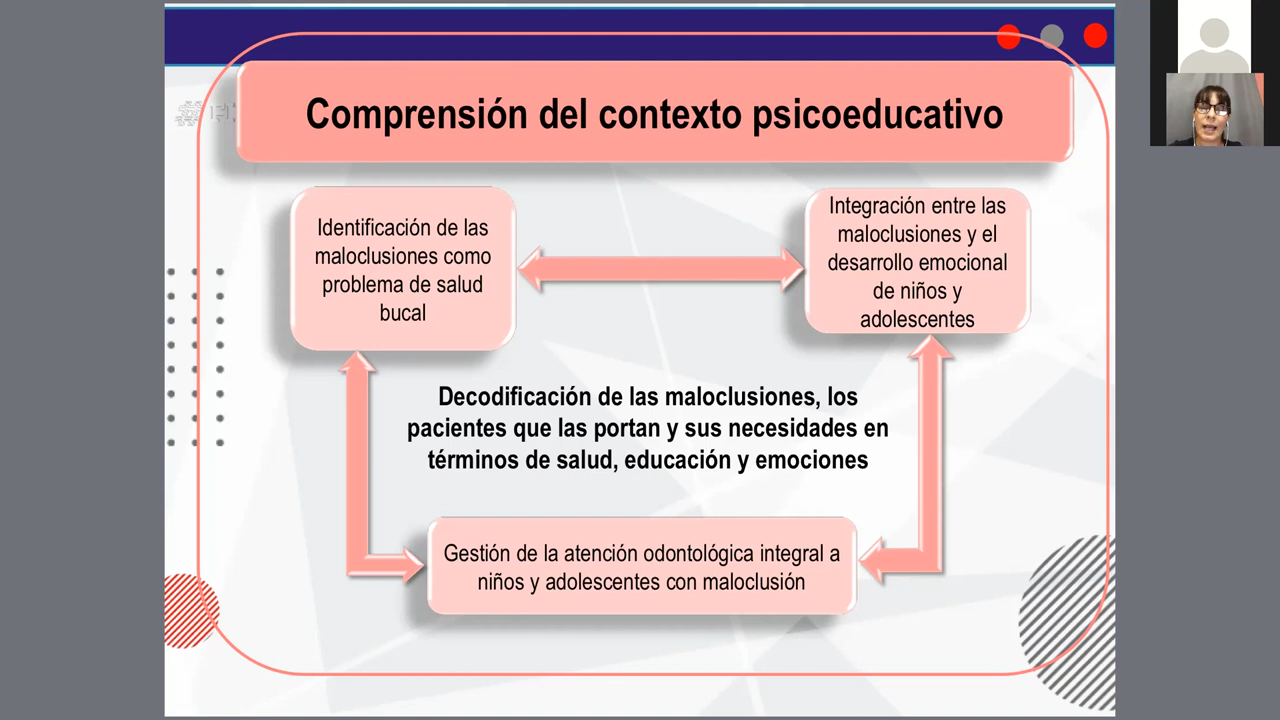 Comprensión del contexto psicoeducativo
Identificación de las
maloclusiones como
problema de salud
bucal
Integración entre las
maloclusiones y el
desarrollo emocional
de niños y
adolescentes
Decodificación de las maloclusiones, los
pacientes que las portan y sus necesidades en
términos de salud, educación y emociones
Gestión de la atención odontológica integral a
niños y adolescentes con maloclusión